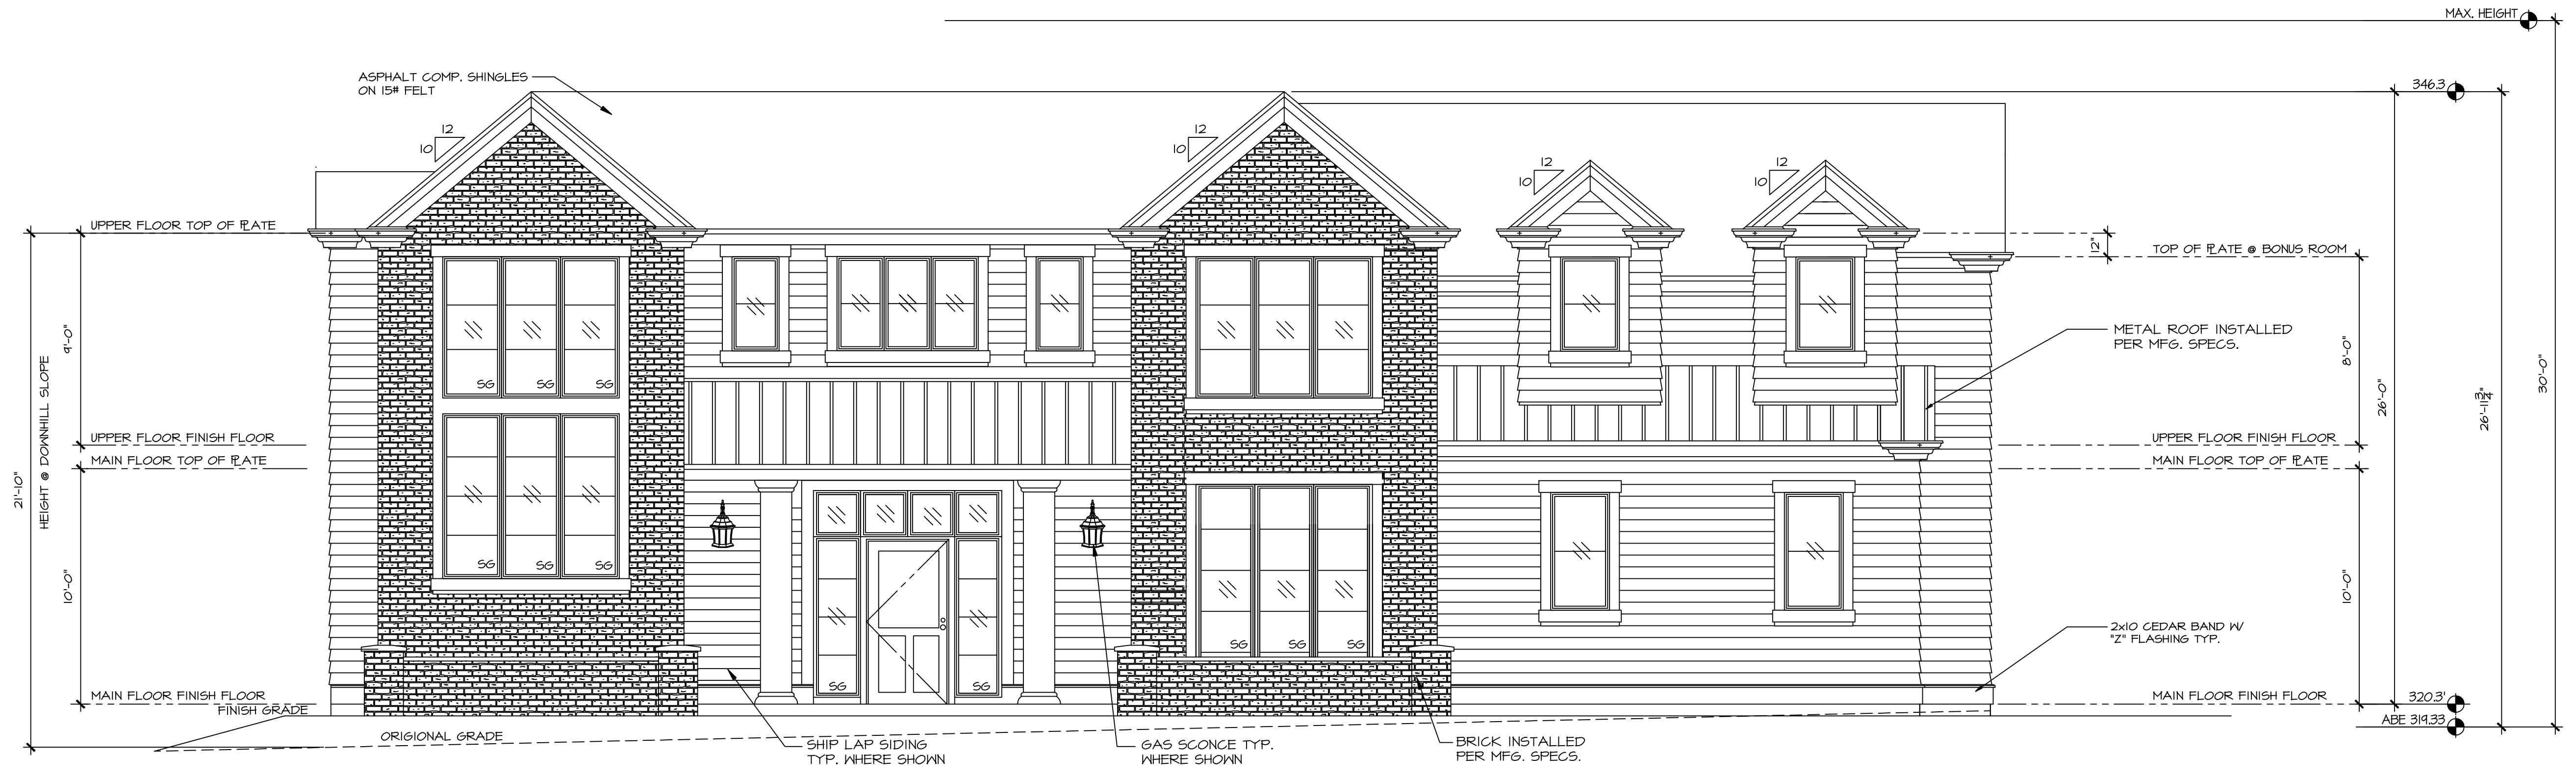 MAX. HEIGHT
ASPHALT COMP. SHINGLES
ON 15# FELT
346.3
12
10
12
10
12
10
12
10
UPPER FLOOR TOP OF PLATE
12"
TOP OF PLATE @ BONUS ROOM
METAL ROOF INSTALLED
PER MFG. SPECS.
9'-0"
8'-0"
26'-0"
26'-11 3/4"
30'-0"
SG SG SG
UPPER FLOOR FINISH FLOOR
MAIN FLOOR TOP OF PLATE
UPPER FLOOR FINISH FLOOR
MAIN FLOOR TOP OF PLATE
21'-10"
HEIGHT @ DOWNHILL SLOPE
10'-0"
10'-0"
SG SG SG
2x10 CEDAR BAND W/
"Z" FLASHING TYP.
SG SG SG
SG SG
MAIN FLOOR FINISH FLOOR
FINISH GRADE
MAIN FLOOR FINISH FLOOR
320.3'
ABE 319.33
ORIGIONAL GRADE
SHIP LAP SIDING
TYP. WHERE SHOWN
GAS SCONCE TYP.
WHERE SHOWN
BRICK INSTALLED
PER MFG. SPECS.